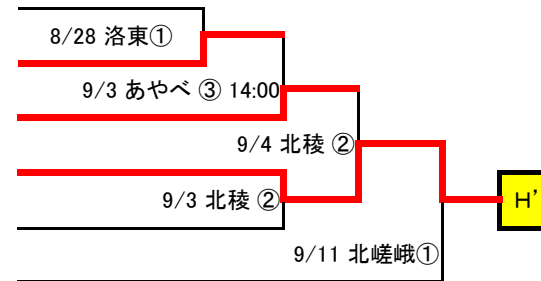 8/28 洛東①
9/3 あやべ ③ 14:00
9/4 北稜 ②
9/3 北稜 ②
H’
9/11 北嵯峨①